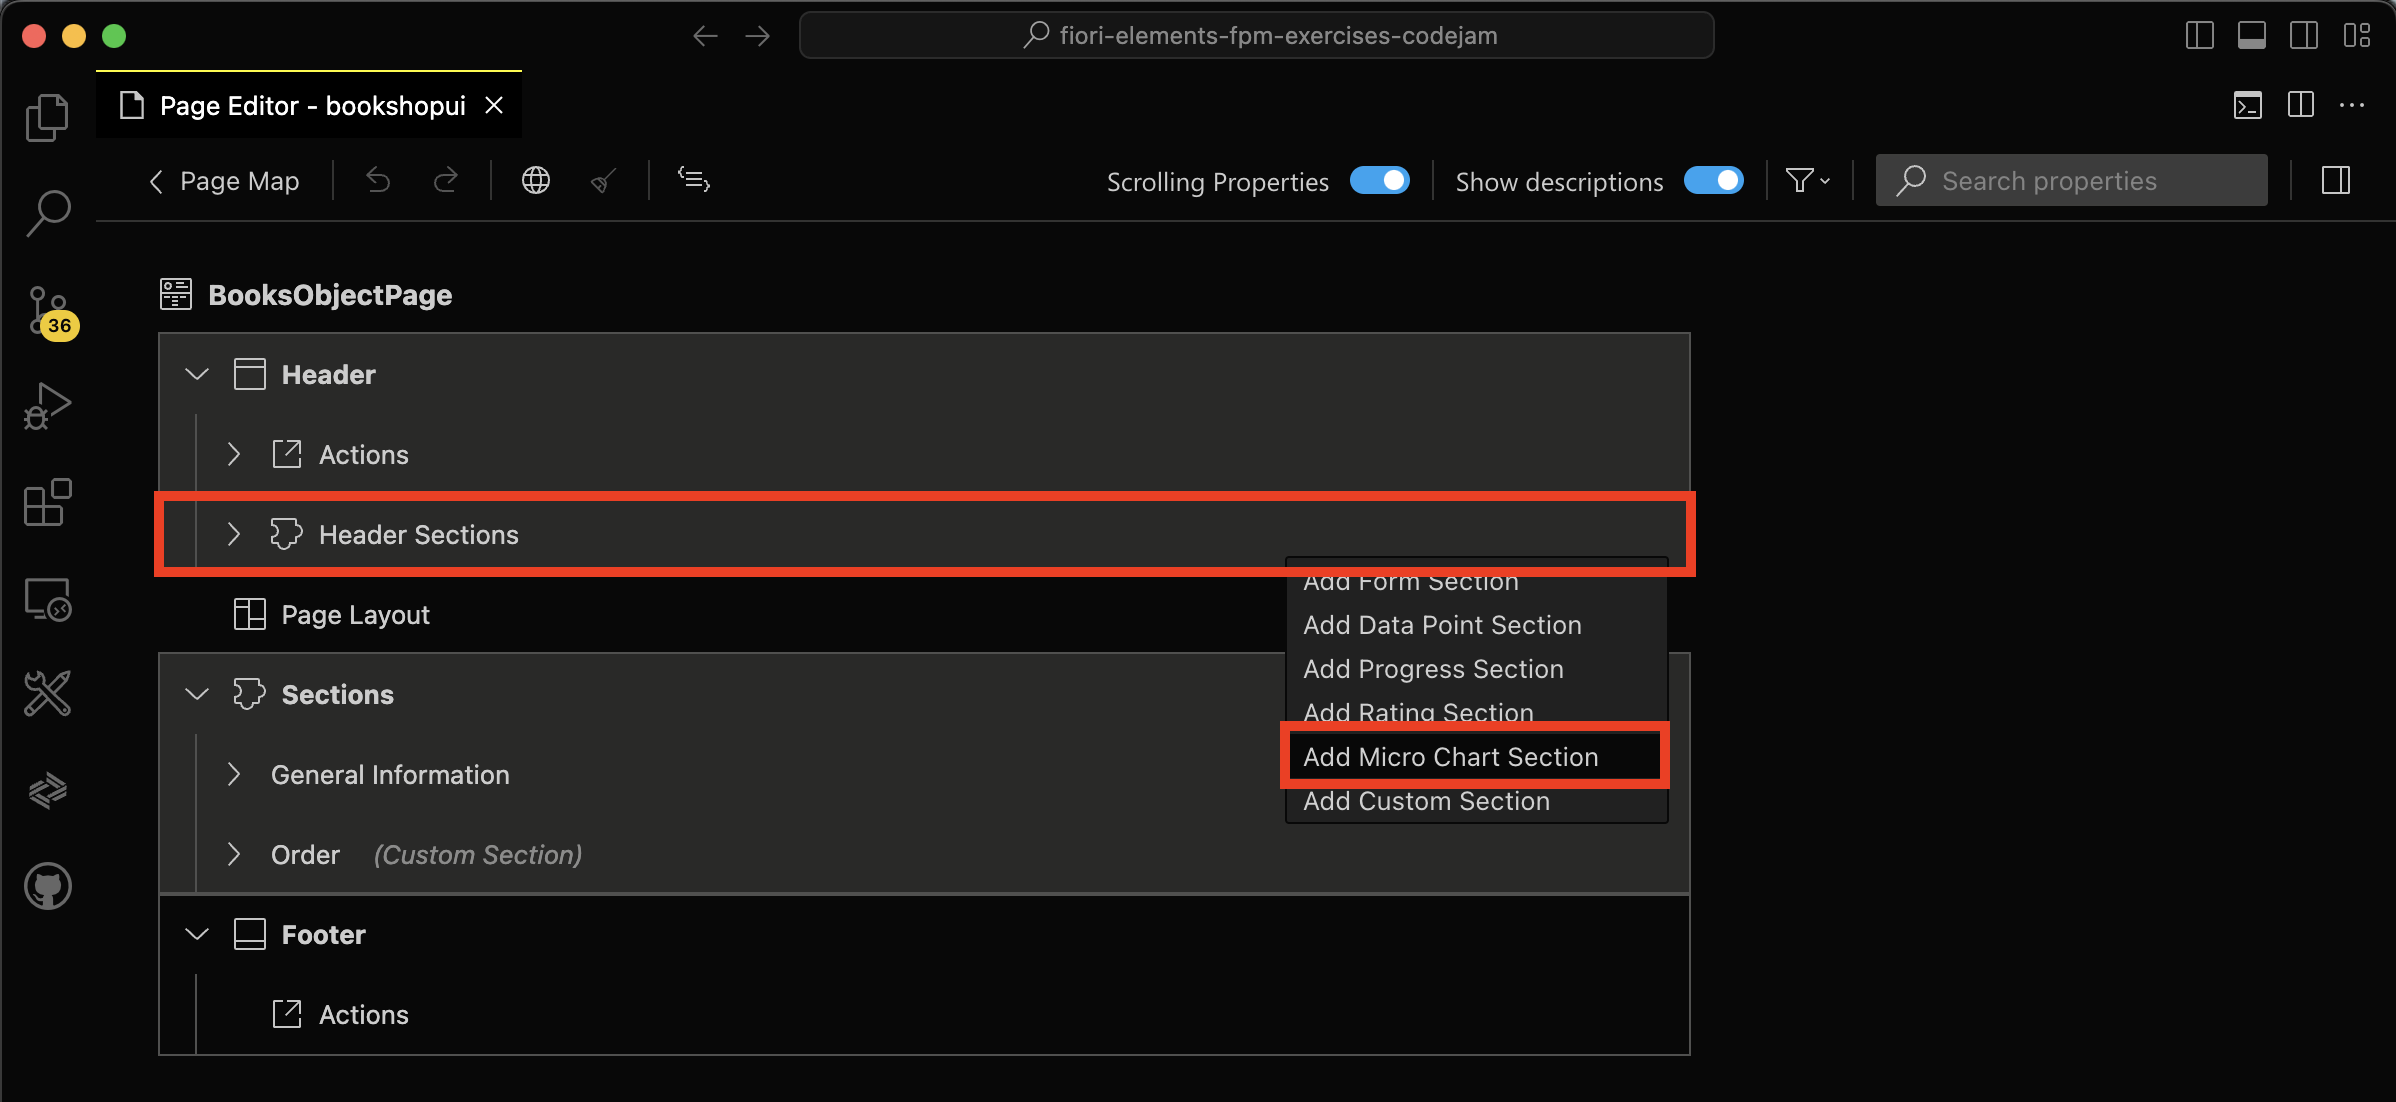 fiori-elements-fpm-exercises-codejam
Page Editor - bookshopui
Page Map
Scrolling Properties
Show descriptions
Search properties
36
BooksObjectPage
Header
Actions
Header Sections
Add Form Section
Page Layout
Add Data Point Section
Add Progress Section
Sections
Add Rating Section
Add Micro Chart Section
General Information
Add Custom Section
Order (Custom Section)
Footer
Actions